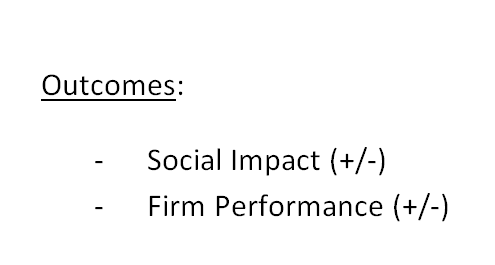 Outcomes:
- Social Impact (+/-)
- Firm Performance (+/-)